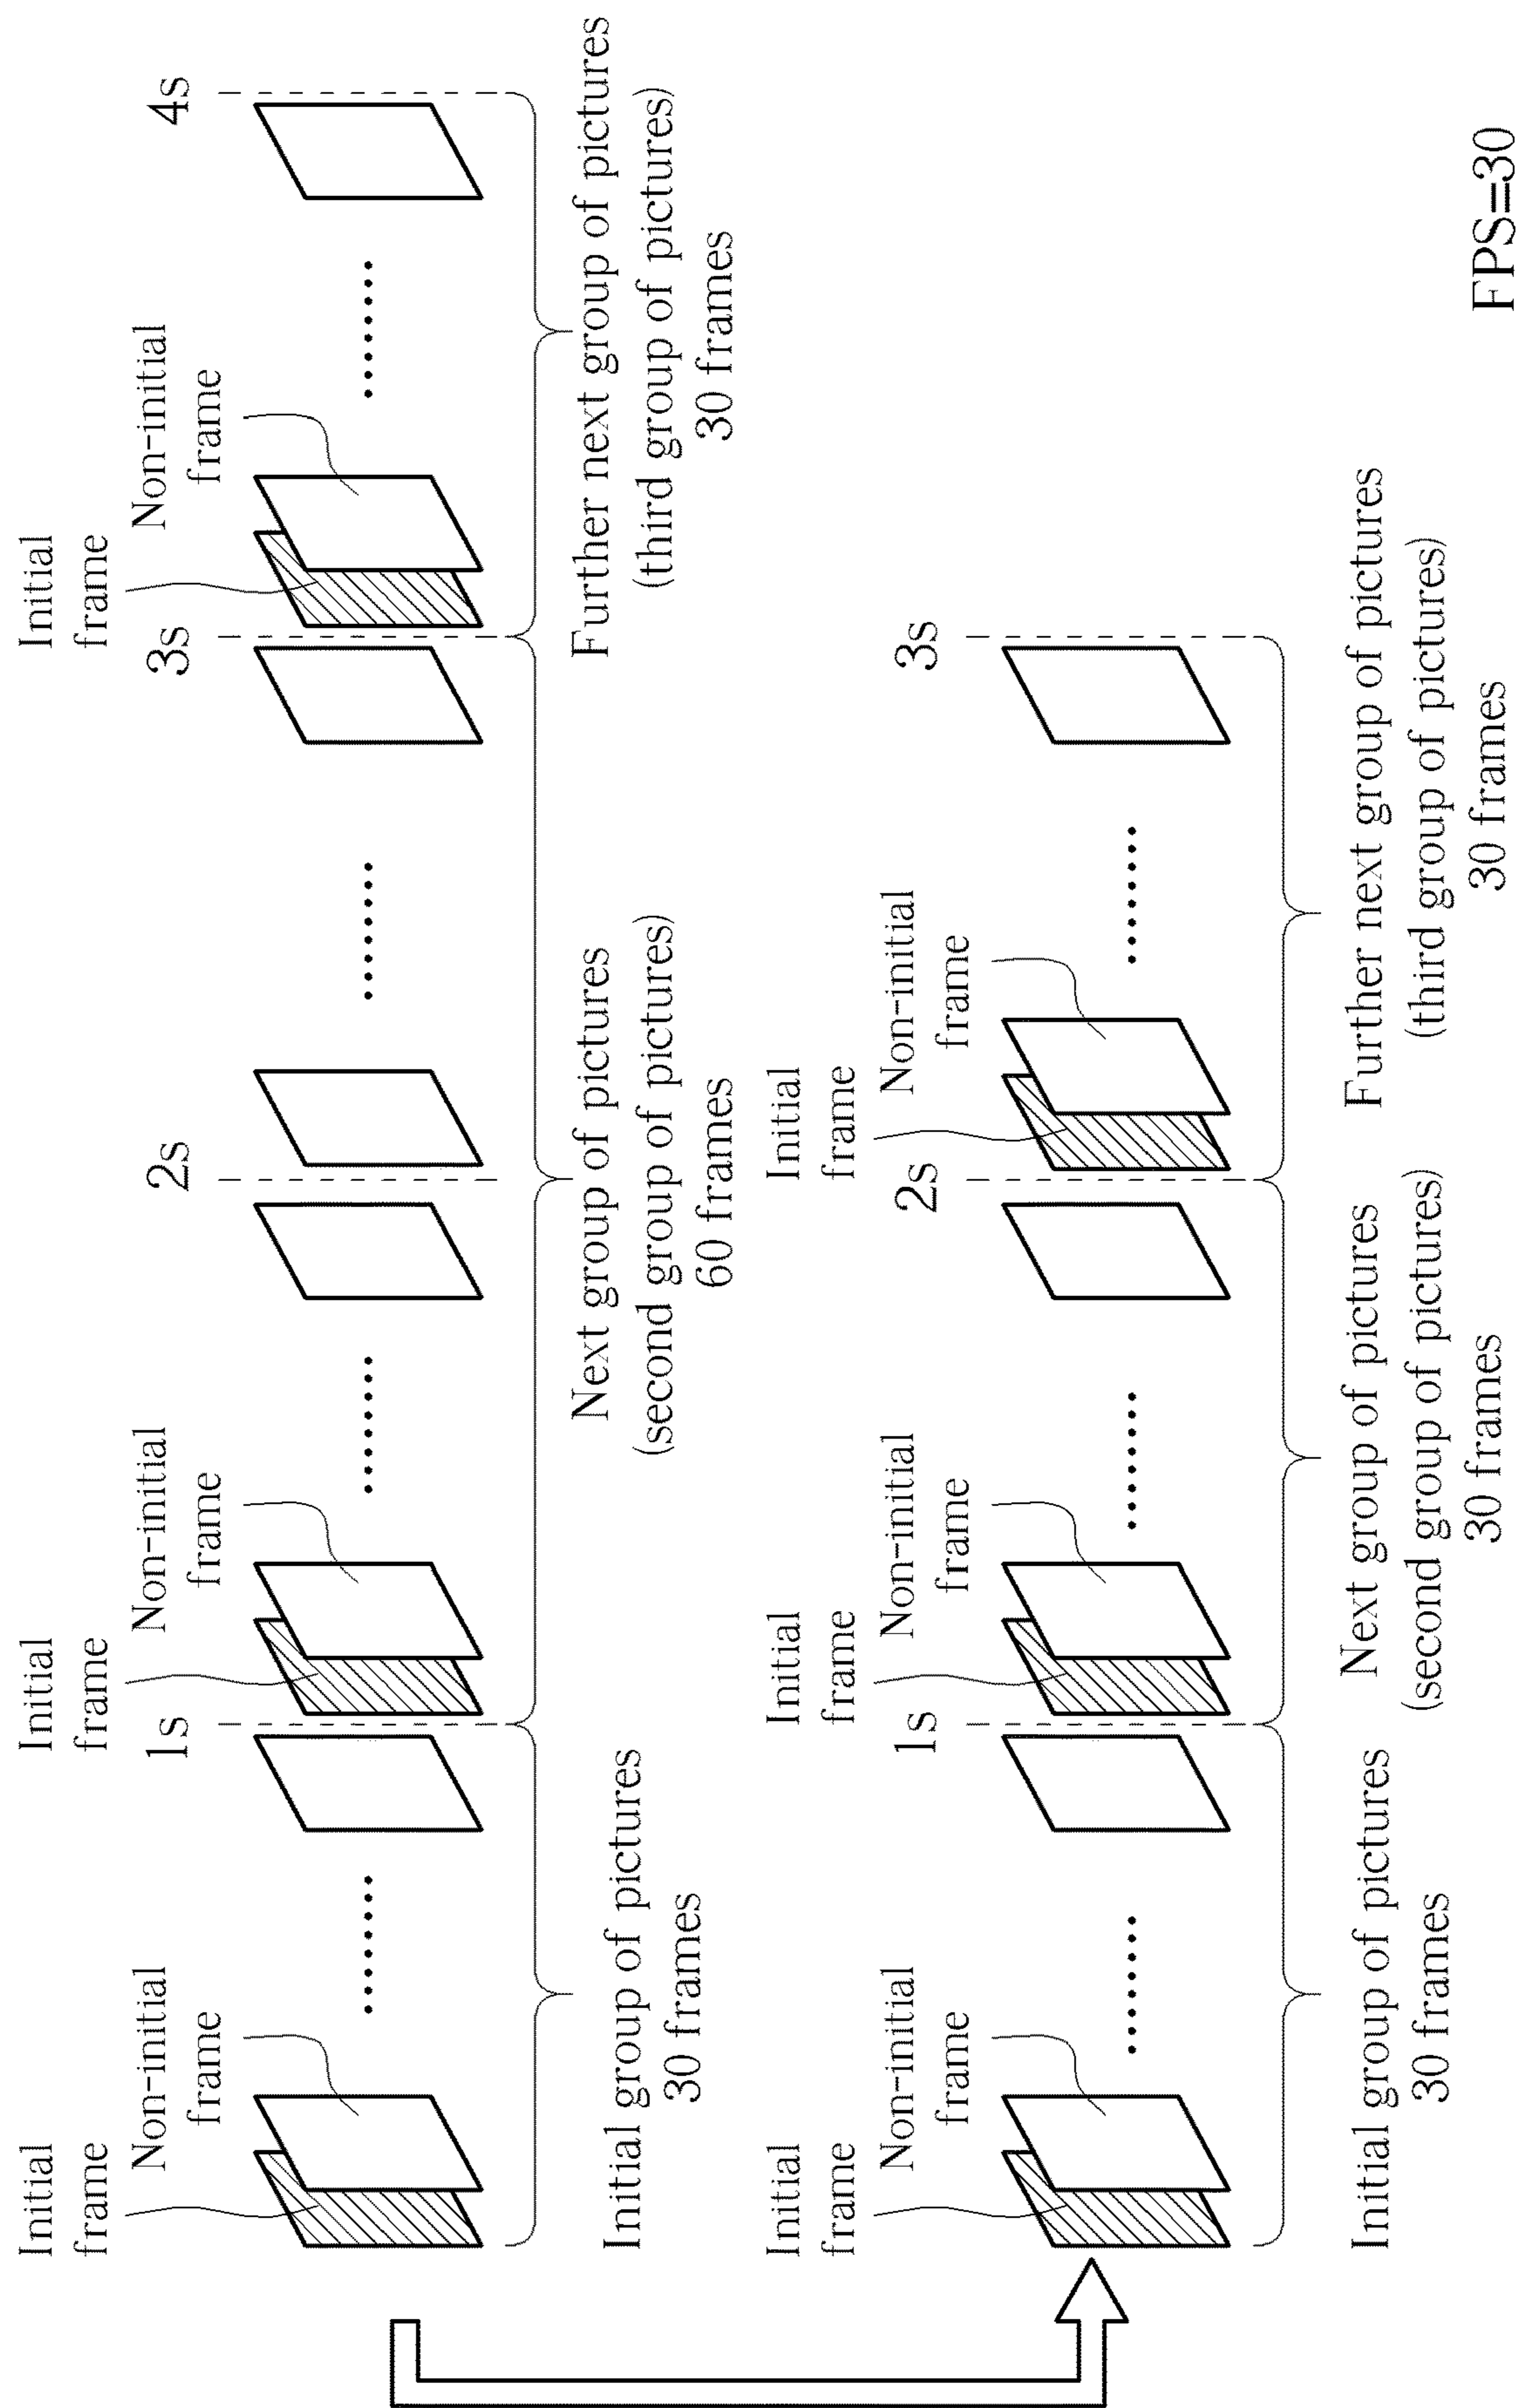 Initial
frame
Non-initial
frame
1s
Initial
frame
Non-initial
frame
2s
3s
Initial
frame
Non-initial
frame
4s
Initial group of pictures
30 frames
Next group of pictures
(second group of pictures)
60 frames
Further next group of pictures
(third group of pictures)
30 frames
Initial
frame
Non-initial
frame
1s
Initial
frame
Non-initial
frame
2s
Initial
frame
Non-initial
frame
3s
Initial group of pictures
30 frames
Next group of pictures
(second group of pictures)
30 frames
Further next group of pictures
(third group of pictures)
30 frames
FPS=30